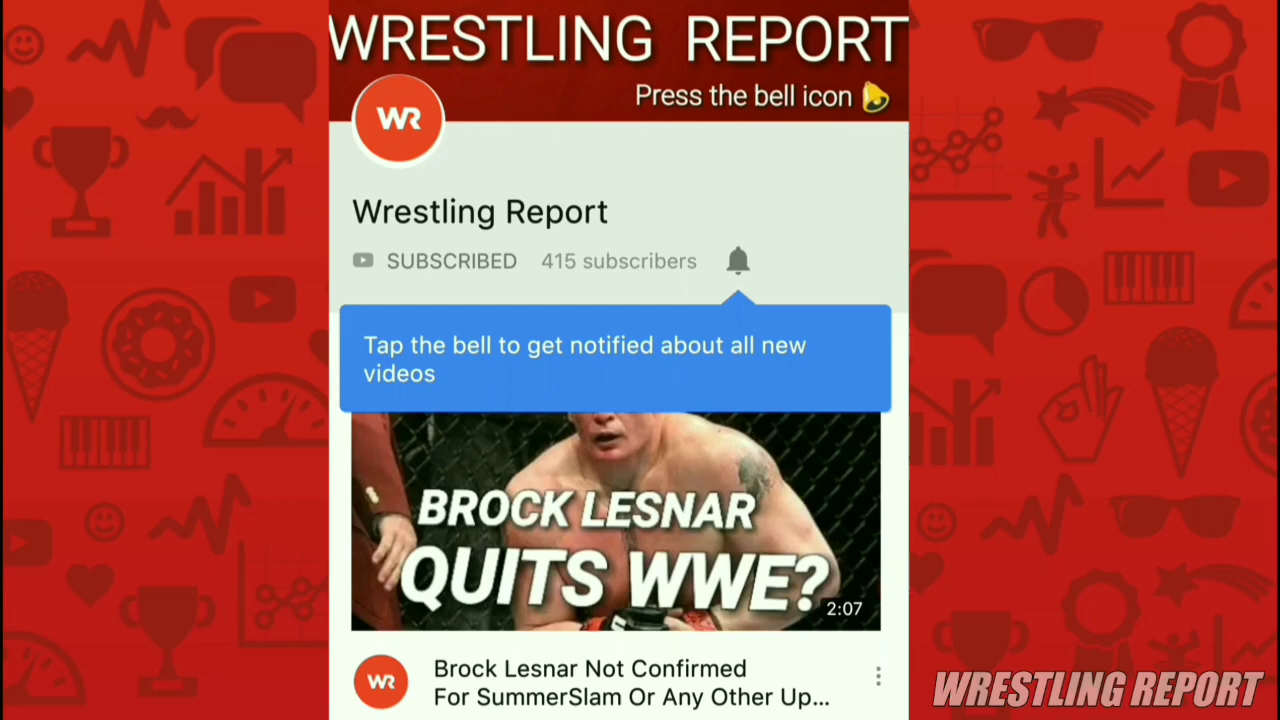 WRESTLING REPORT
Press the bell icon
WR
Wrestling Report
SUBSCRIBED 415 subscribers
Tap the bell to get notified about all new
videos
BROCK LESNAR
QUITS WWE?
2:07
WR
Brock Lesnar Not Confirmed
For SummerSlam Or Any Other Up...
WRESTLING REPORT